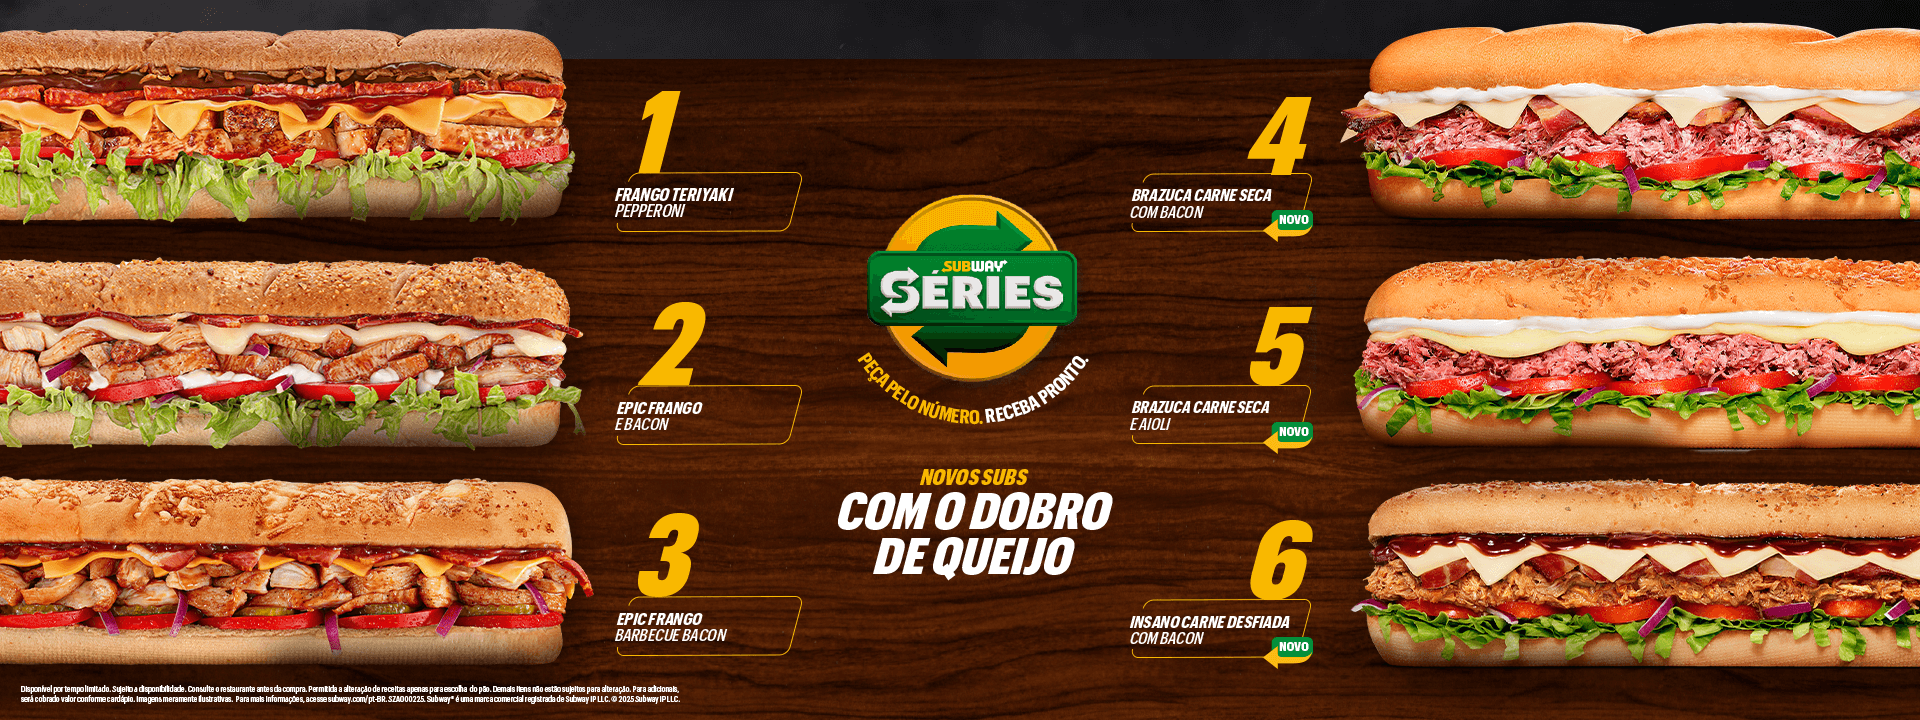 1
FRANGO TERIYAKI
PEPPERONI
2
EPIC FRANGO
E BACON
3
EPIC FRANGO
BARBECUE BACON
SUBWAY
SÉRIES
PEÇA PELO NÚMERO. RECEBA PRONTO.
NOVOS SUBS
COM O DOBRO
DE QUEIJO
4
BRAZUCA CARNE SECA
COM BACON
NOVO
5
BRAZUCA CARNE SECA
E AIOLI
NOVO
6
INSANO CARNE DESFIADA
COM BACON
NOVO
Disponível por tempo limitado. Sujeito a disponibilidade. Consulte o restaurante antes da compra. Permitida a alteração de receitas apenas para escolha do pão. Demais itens não estão sujeitos para alteração. Para adicionais,
será cobrado valor conforme cardápio. Imagens meramente ilustrativas. Para mais informações, acesse subway.com/pt-BR. SZA000225. Subway® é uma marca comercial registrada de Subway IP LLC. © 2025 Subway IP LLC.